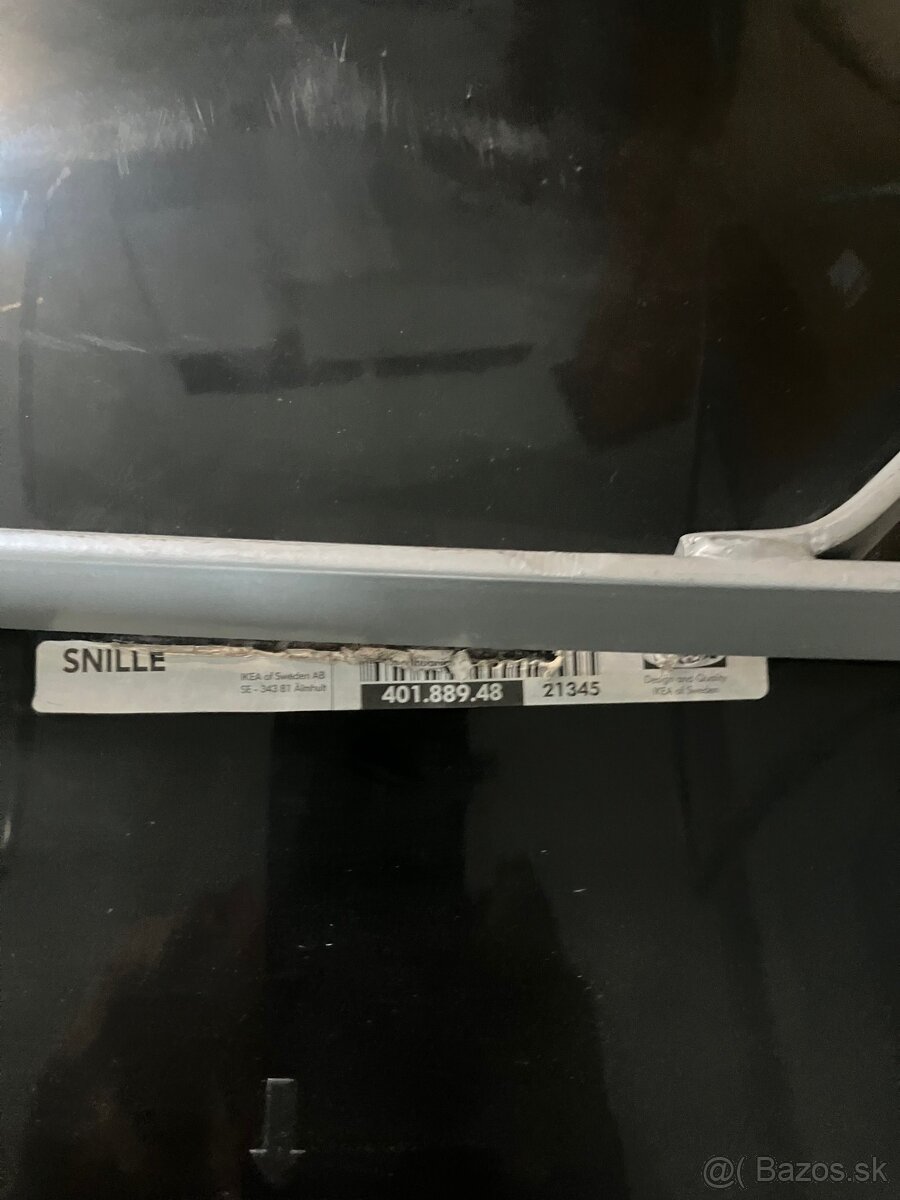 SNILLE
IKEA of Sweden AB
SE - 343 81 Älmhult
401.889.48
21345
Design and Quality
IKEA of Sweden
@( Bazos.sk